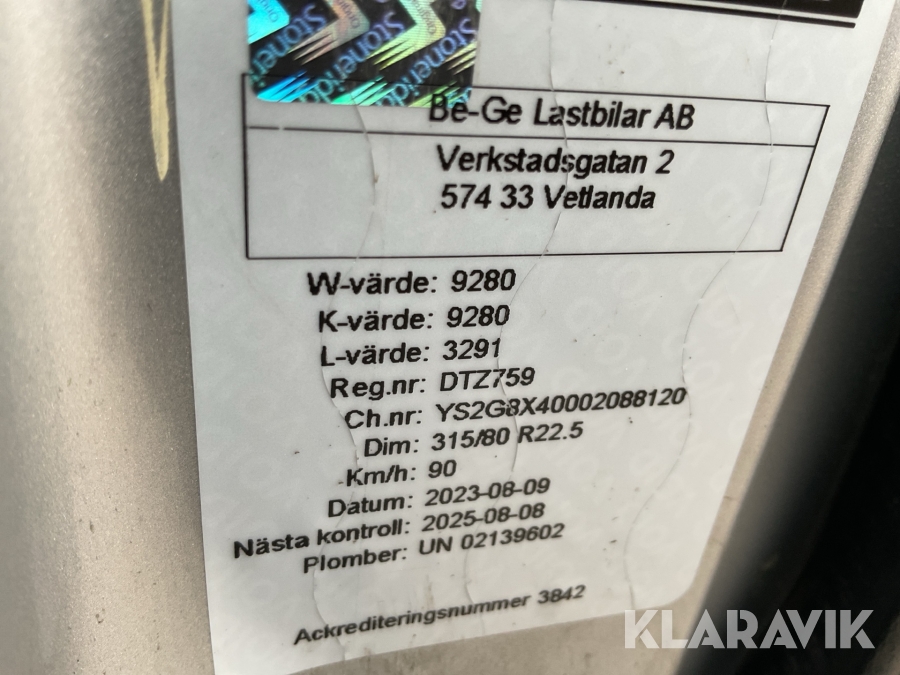 Stoneridge
Be-Ge Lastbilar AB
Verkstadsgatan 2
574 33 Vetlanda
W-värde: 9280
K-värde: 9280
L-värde: 3291
Reg.nr: DTZ759
Ch.nr: YS2G8X40002088120
Dim: 315/80 R22.5
Km/h: 90
Datum: 2023-08-09
Nästa kontroll: 2025-08-08
Plomber: UN 02139602
Ackrediteringsnummer 3842
KLARAVIK